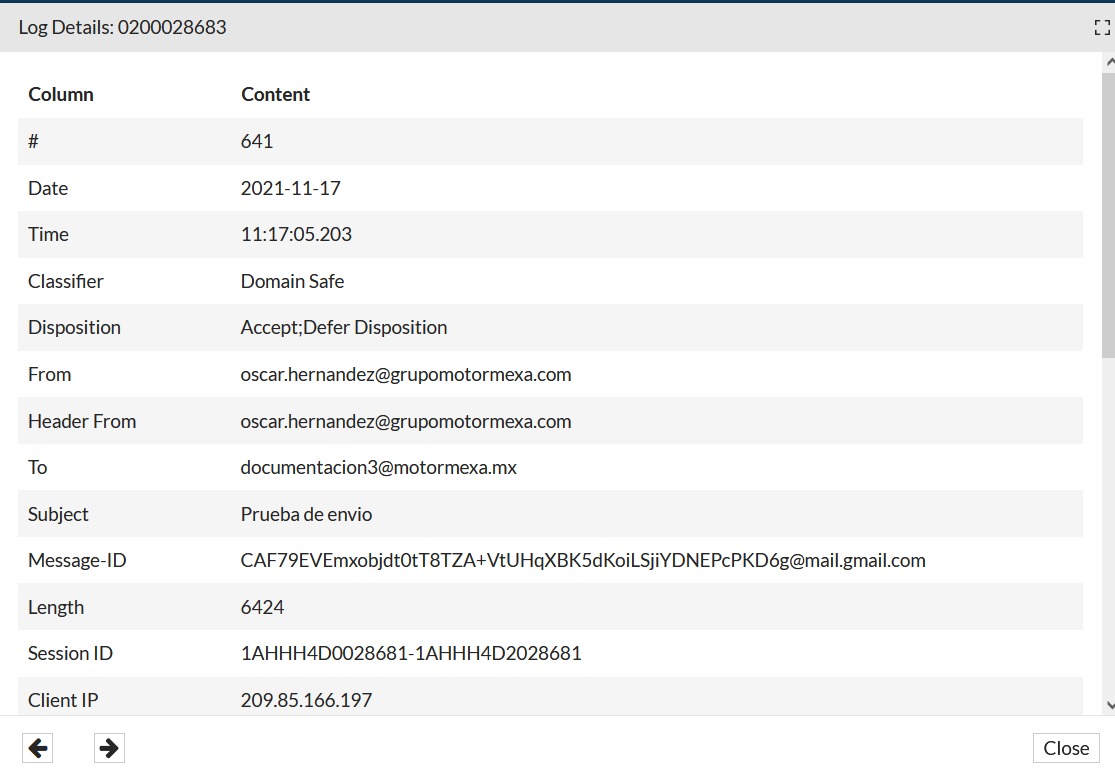 Log Details: 0200028683
Column Content
# 641
Date 2021-11-17
Time 11:17:05.203
Classifier Domain Safe
Disposition Accept;Defer Disposition
From oscar.hernandez@grupomotormexa.com
Header From oscar.hernandez@grupomotormexa.com
To documentacion3@motormexa.mx
Subject Prueba de envio
Message-ID CAF79EVEmxobjdt0tT8TZA+VtUHqXBK5dKoiLSjiYDNEPcPKD6g@mail.gmail.com
Length 6424
Session ID 1AHHH4D0028681-1AHHH4D2028681
Client IP 209.85.166.197
Close